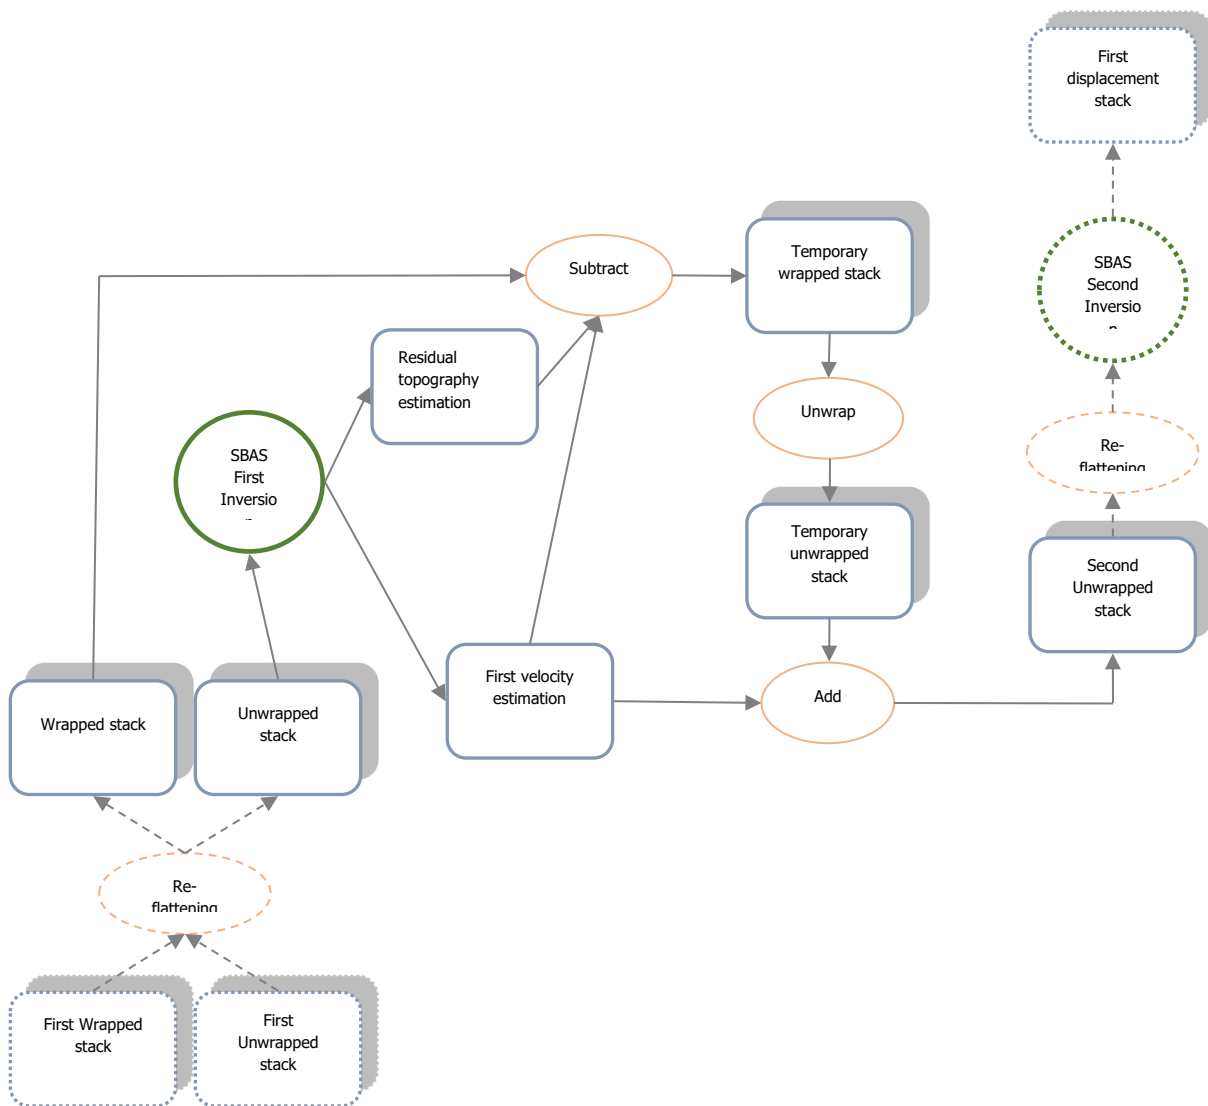 First
displacement
stack
Subtract
Temporary
wrapped stack
SBAS
Second
Inversio
n
Residual
topography
estimation
Unwrap
SBAS
First
Inversio
Re-
flattening
Temporary
unwrapped
stack
Second
Unwrapped
stack
First velocity
estimation
Add
Wrapped stack
Unwrapped
stack
Re-
flattening
First Wrapped
stack
First
Unwrapped
stack